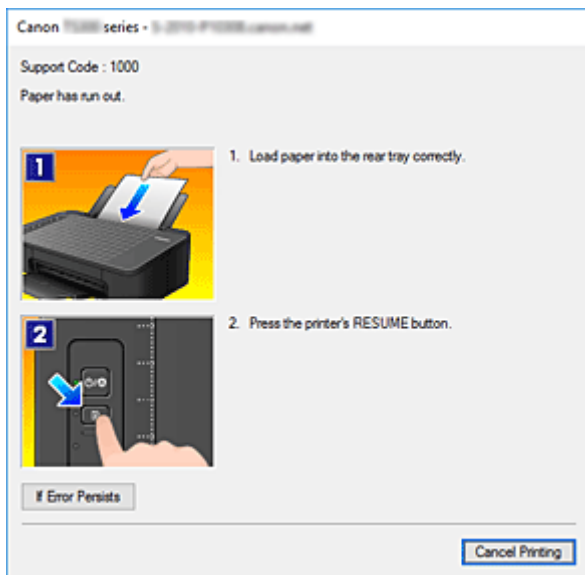 Canon series -
Support Code : 1000
Paper has run out.
1
1. Load paper into the rear tray correctly.
2
2. Press the printer's RESUME button.
If Error Persists
Cancel Printing